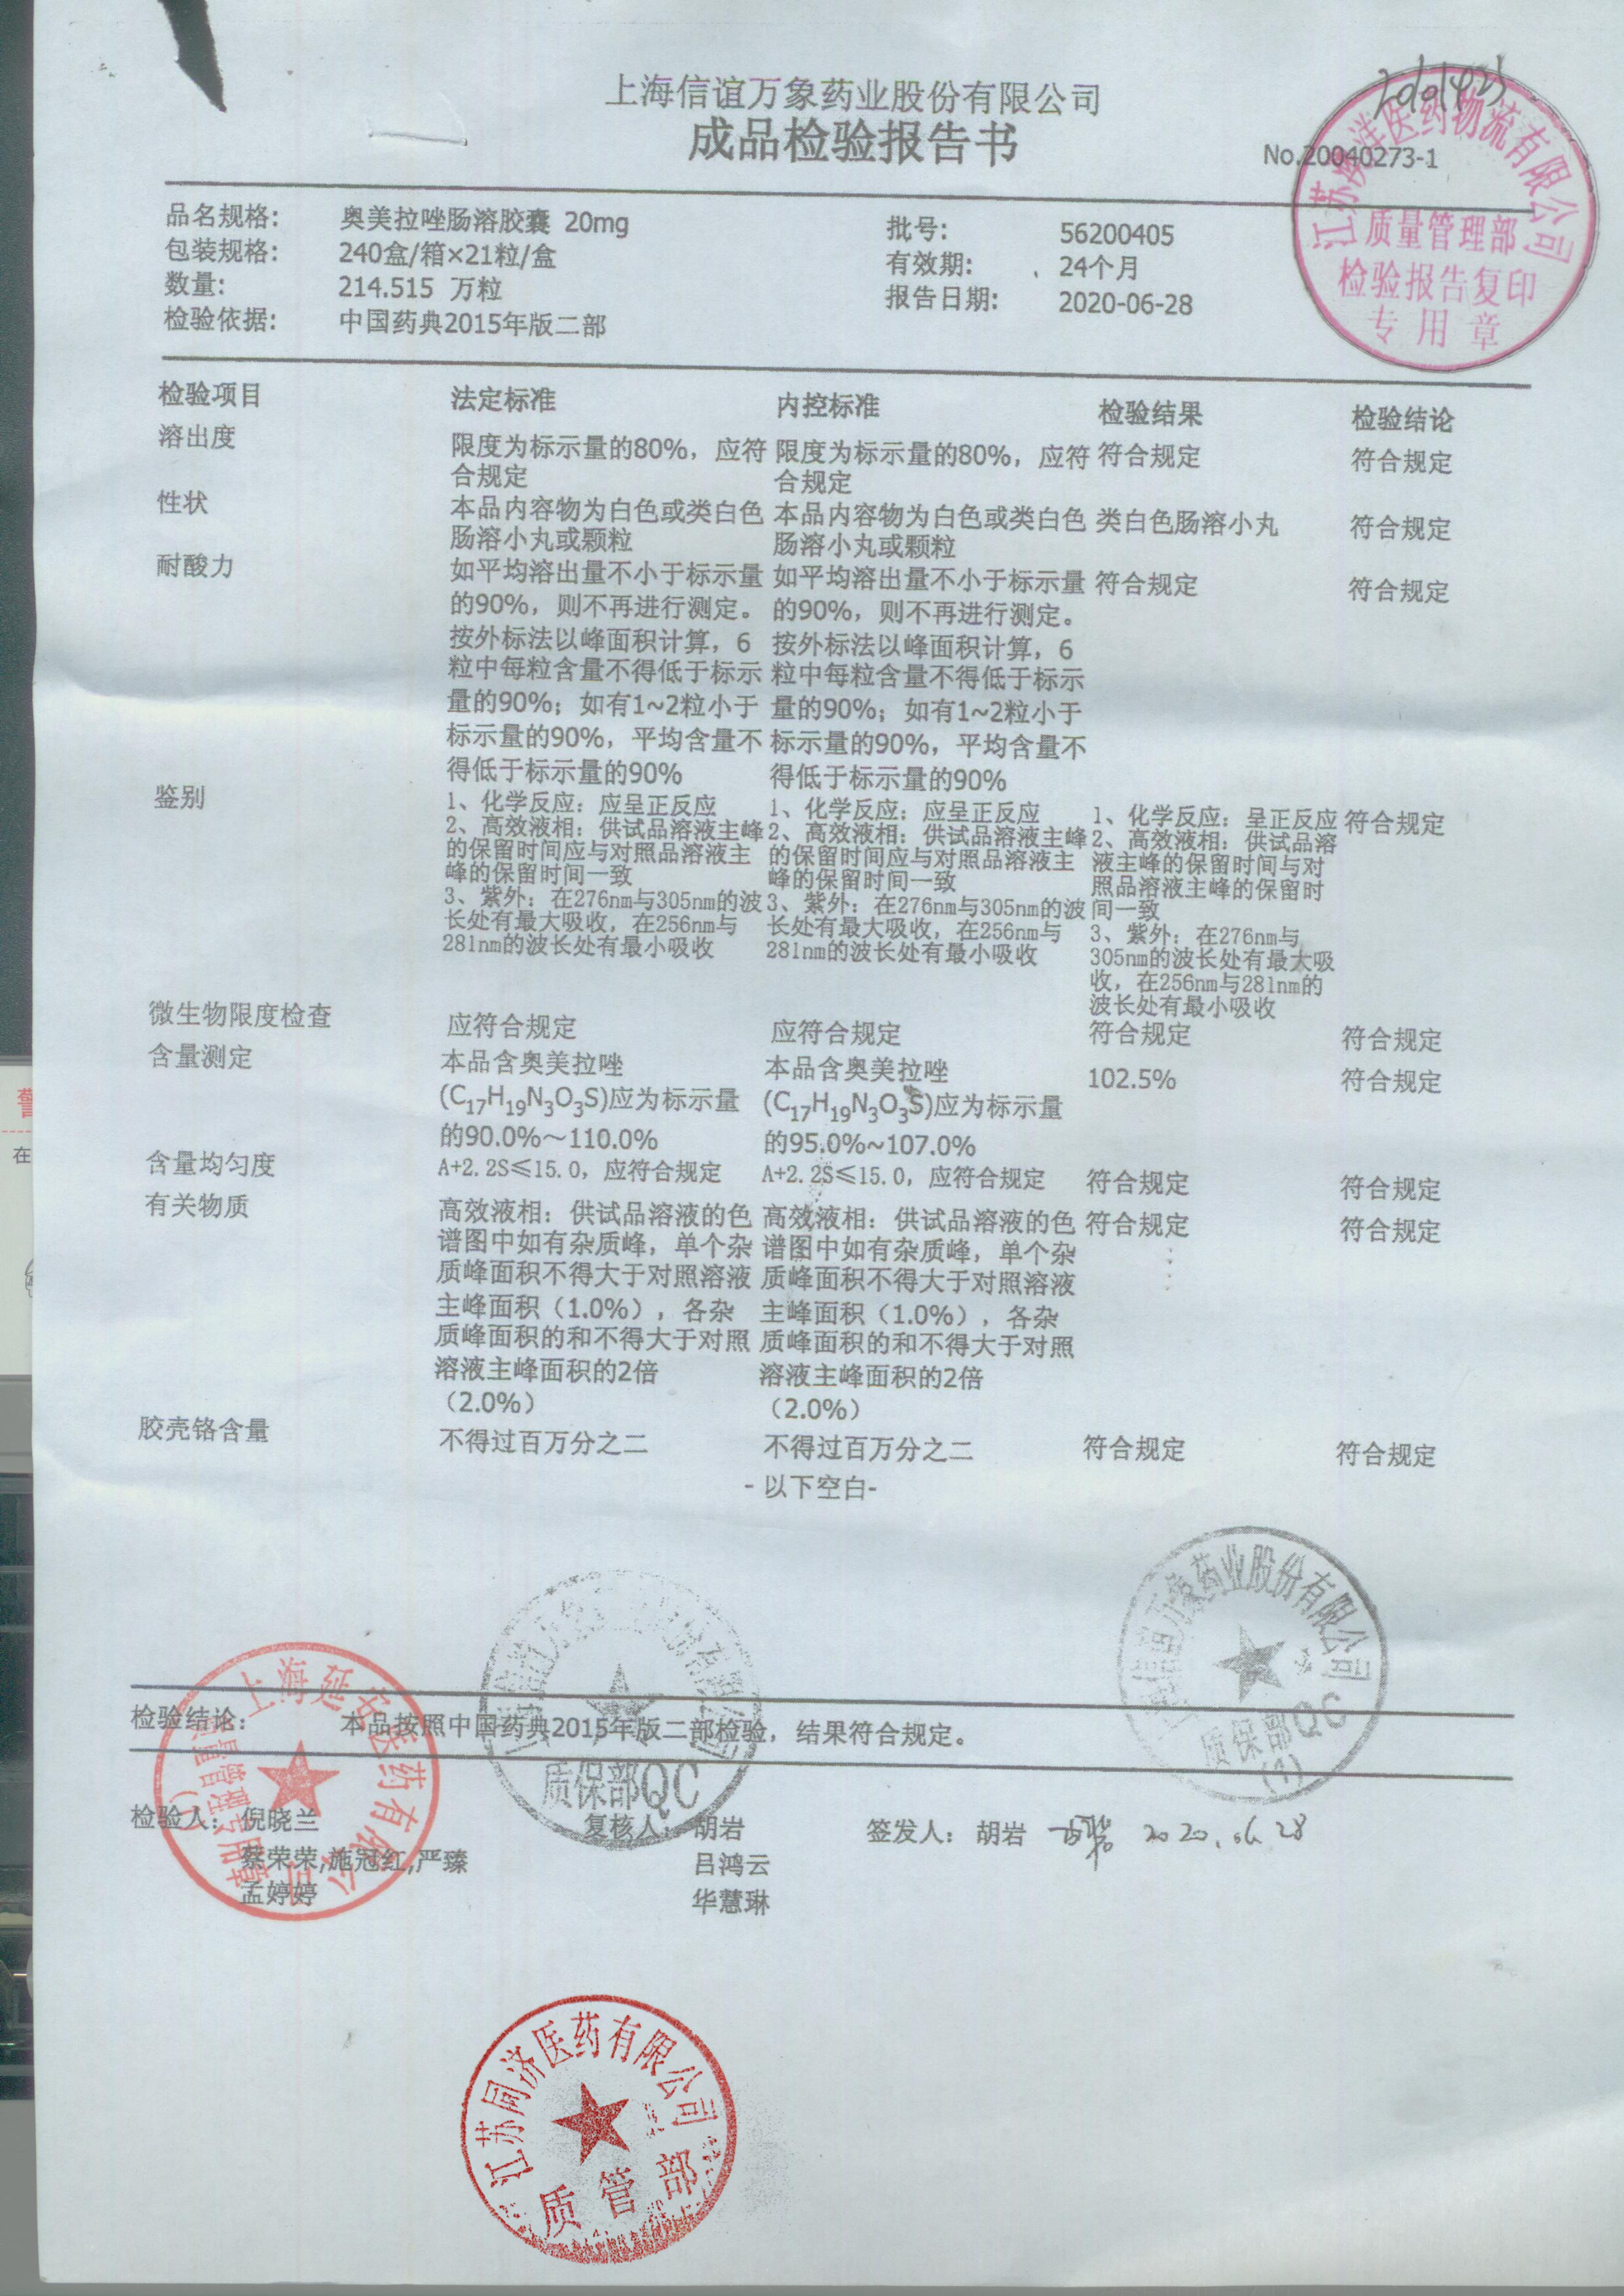 上海信谊万象药业股份有限公司
成品检验报告书
No.20040273-1
品名规格: 奥美拉唑肠溶胶囊 20mg
批号: 56200405
包装规格: 240盒/箱×21粒/盒
有效期: 24个月
数量: 214.515 万粒
报告日期: 2020-06-28
检验依据: 中国药典2015年版二部
江苏澳洋医药物流有限公司
质量管理部
检验报告复印
专用章
检验项目 法定标准 内控标准 检验结果 检验结论
溶出度
限度为标示量的80%，应符
合规定
限度为标示量的80%，应符
合规定
符合规定
符合规定
性状
本品内容物为白色或类白色
肠溶小丸或颗粒
本品内容物为白色或类白色
肠溶小丸或颗粒
类白色肠溶小丸
符合规定
耐酸力
如平均溶出量不小于标示量
的90%，则不再进行测定。
按外标法以峰面积计算，6
粒中每粒含量不得低于标示
量的90%；如有1~2粒小于
标示量的90%，平均含量不
得低于标示量的90%
如平均溶出量不小于标示量
的90%，则不再进行测定。
按外标法以峰面积计算，6
粒中每粒含量不得低于标示
量的90%；如有1~2粒小于
标示量的90%，平均含量不
得低于标示量的90%
符合规定
符合规定
鉴别
1、化学反应：应呈正反应
2、高效液相：供试品溶液主峰
的保留时间应与对照品溶液主
峰的保留时间一致
3、紫外：在276nm与305nm的波
长处有最大吸收，在256nm与
281nm的波长处有最小吸收
1、化学反应：应呈正反应
2、高效液相：供试品溶液主峰
的保留时间应与对照品溶液主
峰的保留时间一致
3、紫外：在276nm与305nm的波
长处有最大吸收，在256nm与
281nm的波长处有最小吸收
1、化学反应：呈正反应
2、高效液相：供试品溶
液主峰的保留时间与对
照品溶液主峰的保留时
间一致
3、紫外：在276nm与
305nm的波长处有最大吸
收，在256nm与281nm的
波长处有最小吸收
符合规定
微生物限度检查 应符合规定 应符合规定 符合规定 符合规定
含量测定
本品含奥美拉唑
(C17H19N3O3S)应为标示量
的90.0%～110.0%
本品含奥美拉唑
(C17H19N3O3S)应为标示量
的95.0%~107.0%
102.5%
符合规定
含量均匀度 A+2.2S≤15.0，应符合规定 A+2.2S≤15.0，应符合规定 符合规定 符合规定
有关物质
高效液相：供试品溶液的色
谱图中如有杂质峰，单个杂
质峰面积不得大于对照溶液
主峰面积（1.0%），各杂
质峰面积的和不得大于对照
溶液主峰面积的2倍
（2.0%）
高效液相：供试品溶液的色
谱图中如有杂质峰，单个杂
质峰面积不得大于对照溶液
主峰面积（1.0%），各杂
质峰面积的和不得大于对照
溶液主峰面积的2倍
（2.0%）
符合规定
符合规定
胶壳铬含量 不得过百万分之二 不得过百万分之二 符合规定 符合规定
- 以下空白-
信谊万象药业股份有限公司
质保部QC
(1)
质保部QC
上海延安医药有限公司
检验结论: 本品按照中国药典2015年版二部检验，结果符合规定。
检验人: 倪晓兰
蔡荣荣,施冠红,严臻
孟婷婷
复核人: 胡岩
吕鸿云
华慧琳
签发人: 胡岩 胡岩 2020.06.28
江苏同济医药有限公司
质管部